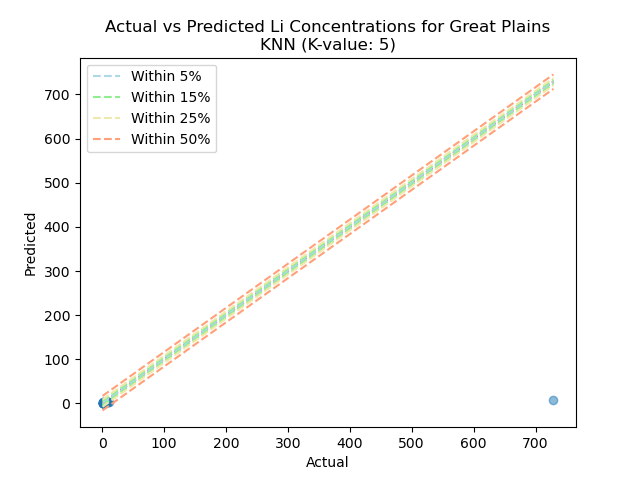 Actual vs Predicted Li Concentrations for Great Plains
KNN (K-value: 5)
Within 5%
Within 15%
Within 25%
Within 50%
700
600
500
400
300
200
100
0
Predicted
0 100 200 300 400 500 600 700
Actual